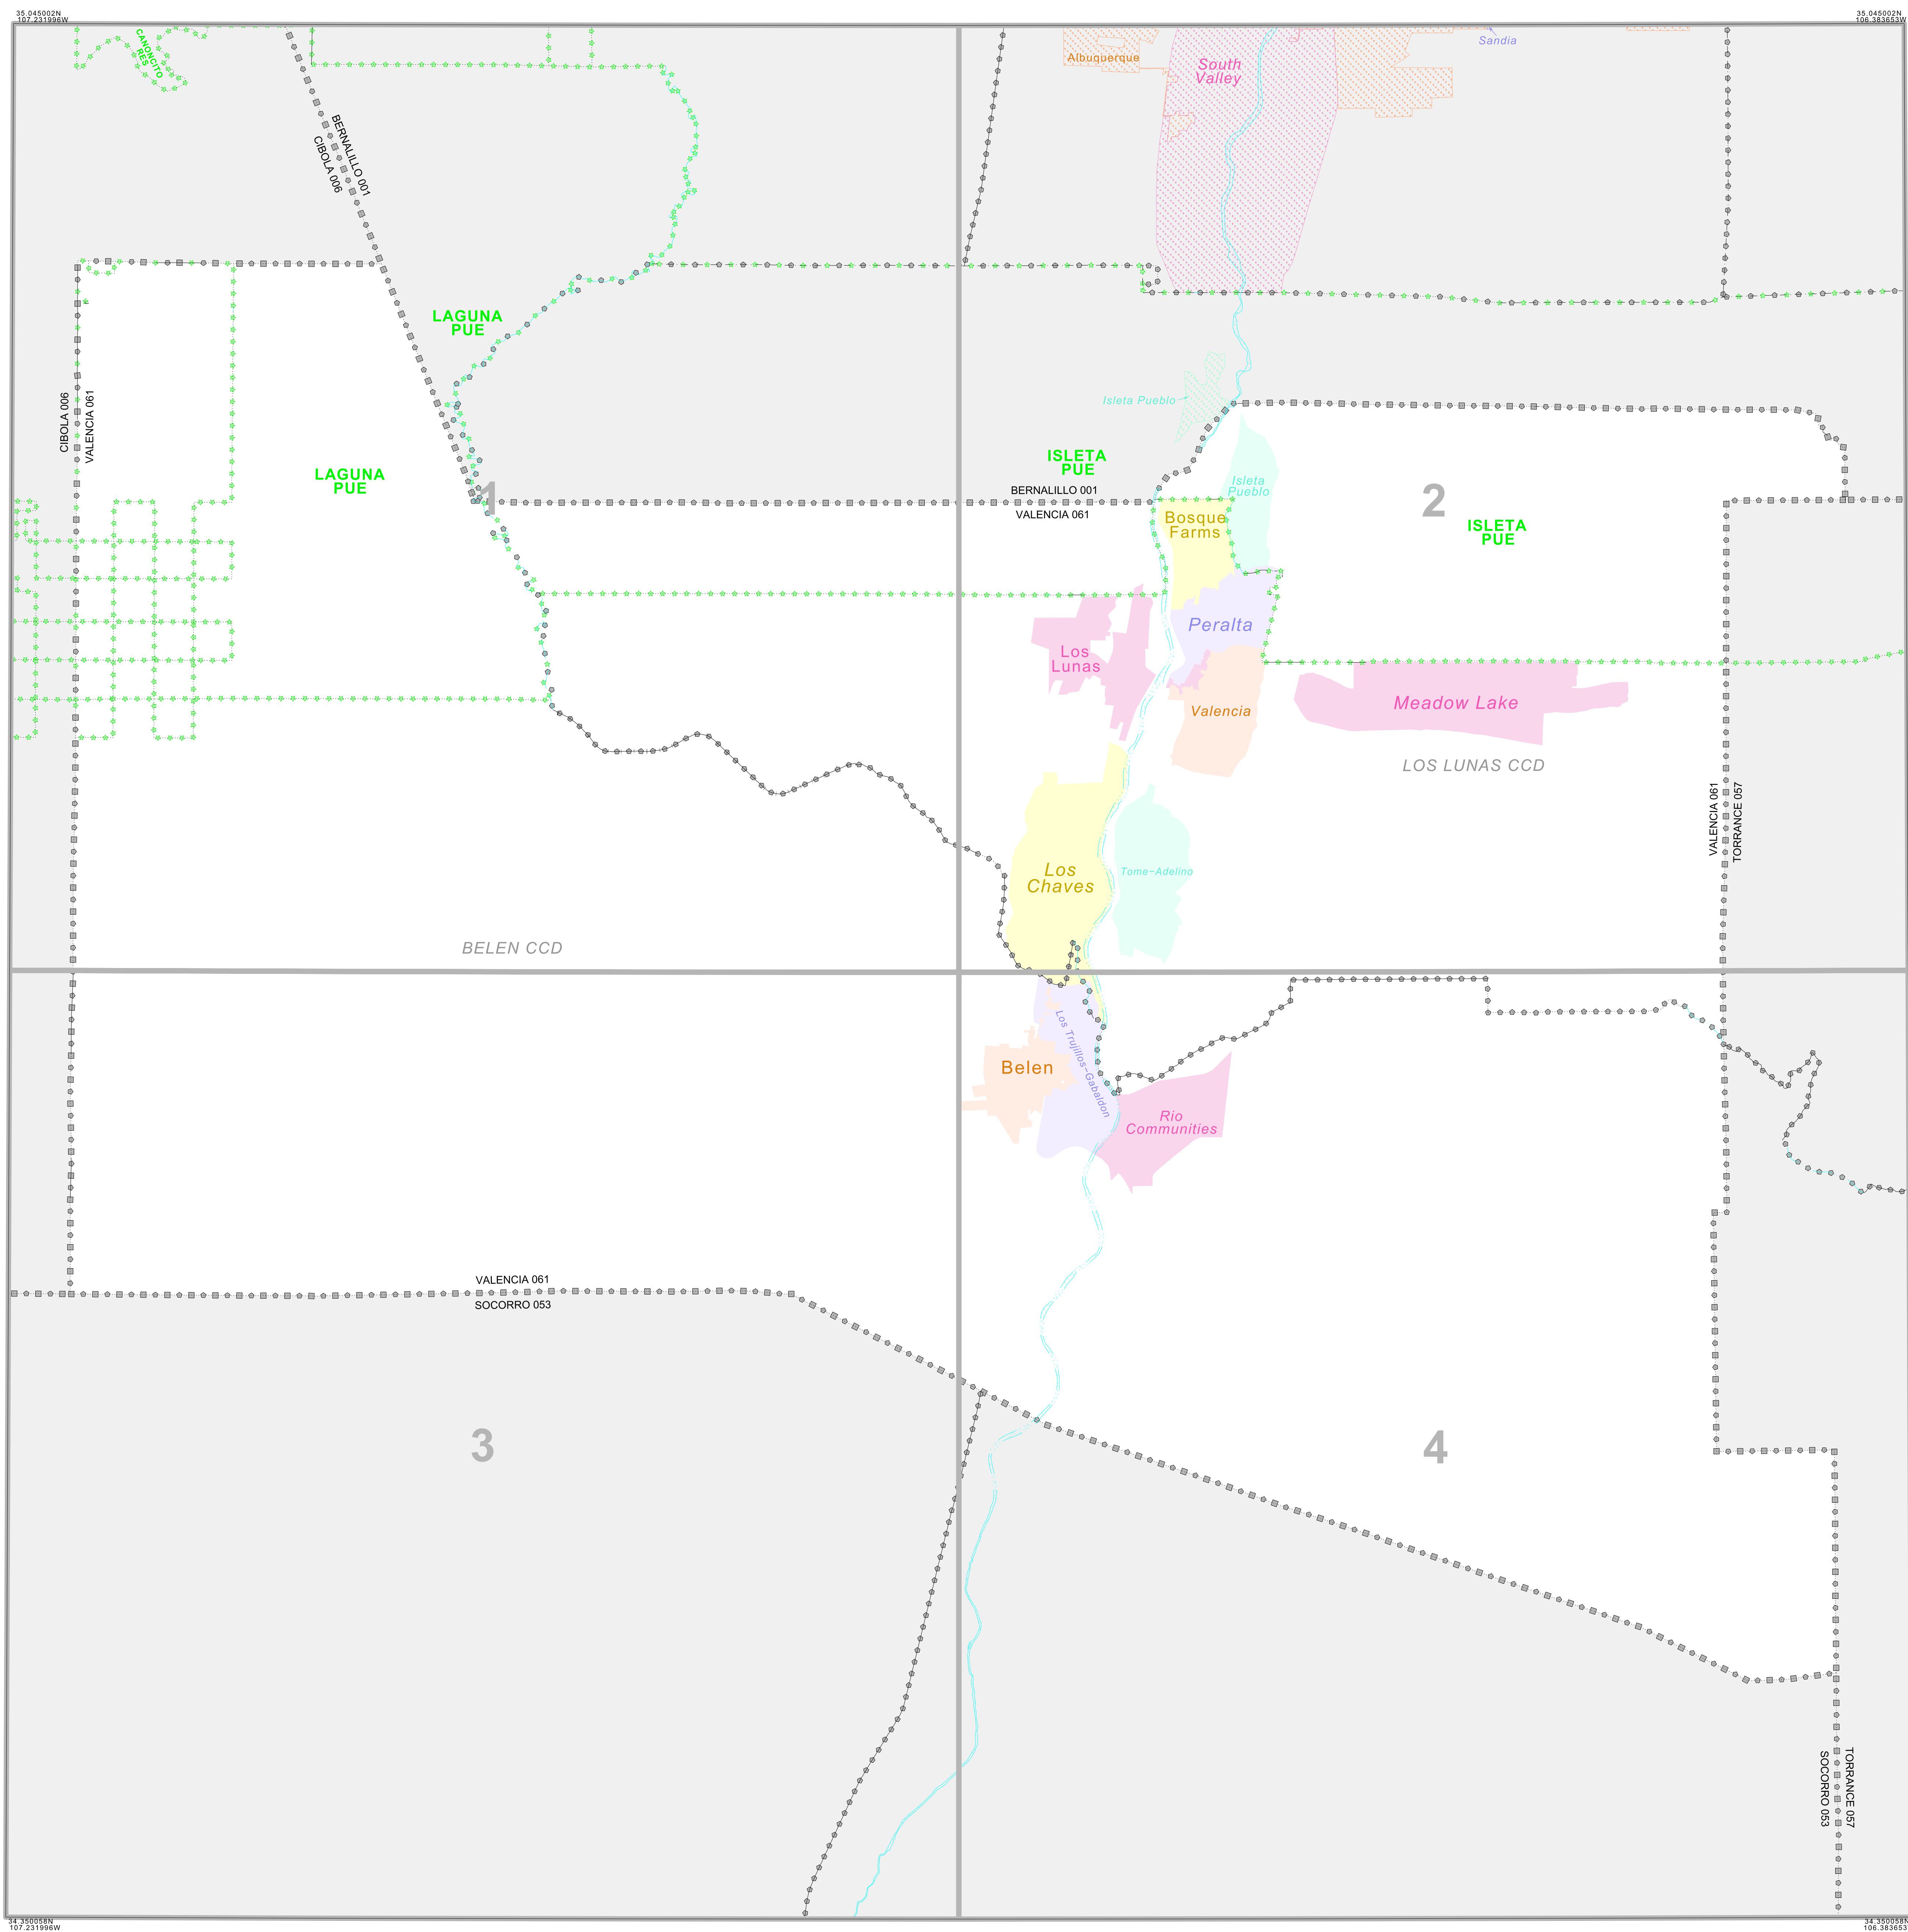 35.045002N
107.231996W
35.045002N
106.383653W
CANONCITO
RES
Albuquerque
South
Valley
Sandia
BERNALILLO 001
CIBOLA 006
LAGUNA
PUE
CIBOLA 006
VALENCIA 061
Isleta Pueblo
LAGUNA
PUE
1
ISLETA
PUE
BERNALILLO 001
VALENCIA 061
Isleta
Pueblo
Bosque
Farms
2
ISLETA
PUE
Los
Lunas
Peralta
Valencia
Meadow Lake
LOS LUNAS CCD
VALENCIA 061
TORRANCE 057
Los
Chaves
Tome-Adelino
BELEN CCD
Belen
Los Trujillos-Gabaldon
Rio
Communities
VALENCIA 061
SOCORRO 053
3
4
TORRANCE 057
SOCORRO 053
34.350058N
107.231996W
34.350058N
106.383653